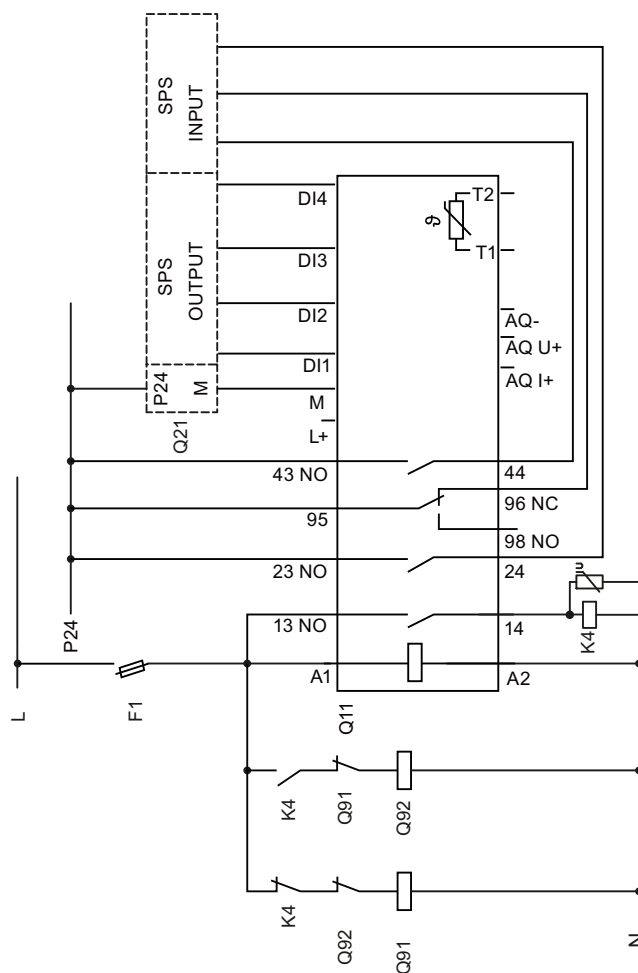 SPS
INPUT
SPS
OUTPUT
P24
M
Q21
DI4
DI3
DI2
DI1
M
L+
T2
ϑ
T1
AQ-
AQ U+
AQ I+
43 NO
44
95
96 NC
98 NO
23 NO
24
13 NO
14
U
K4
P24
L
F1
A1
A2
Q11
K4
Q91
Q92
K4
Q92
Q91
N